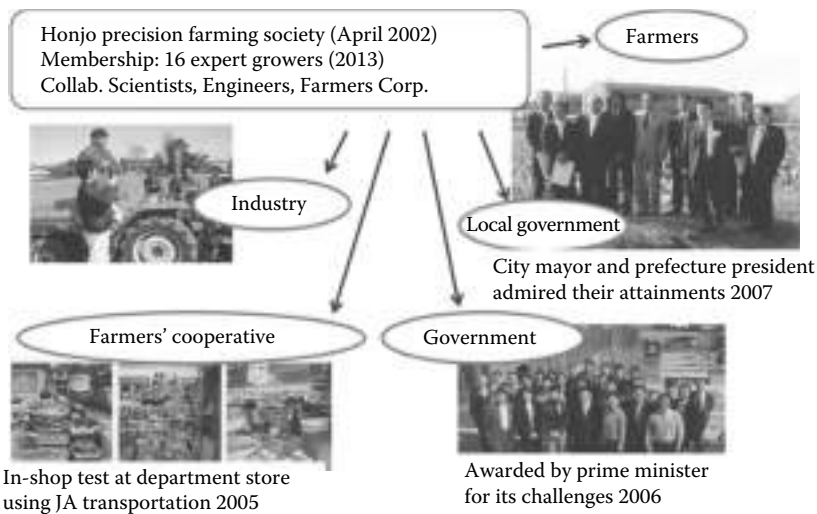 Honjo precision farming society (April 2002)
Membership: 16 expert growers (2013)
Collab. Scientists, Engineers, Farmers Corp.
Farmers
Industry
Local government
City mayor and prefecture president
admired their attainments 2007
Farmers’ cooperative
Government
In-shop test at department store
using JA transportation 2005
Awarded by prime minister
for its challenges 2006